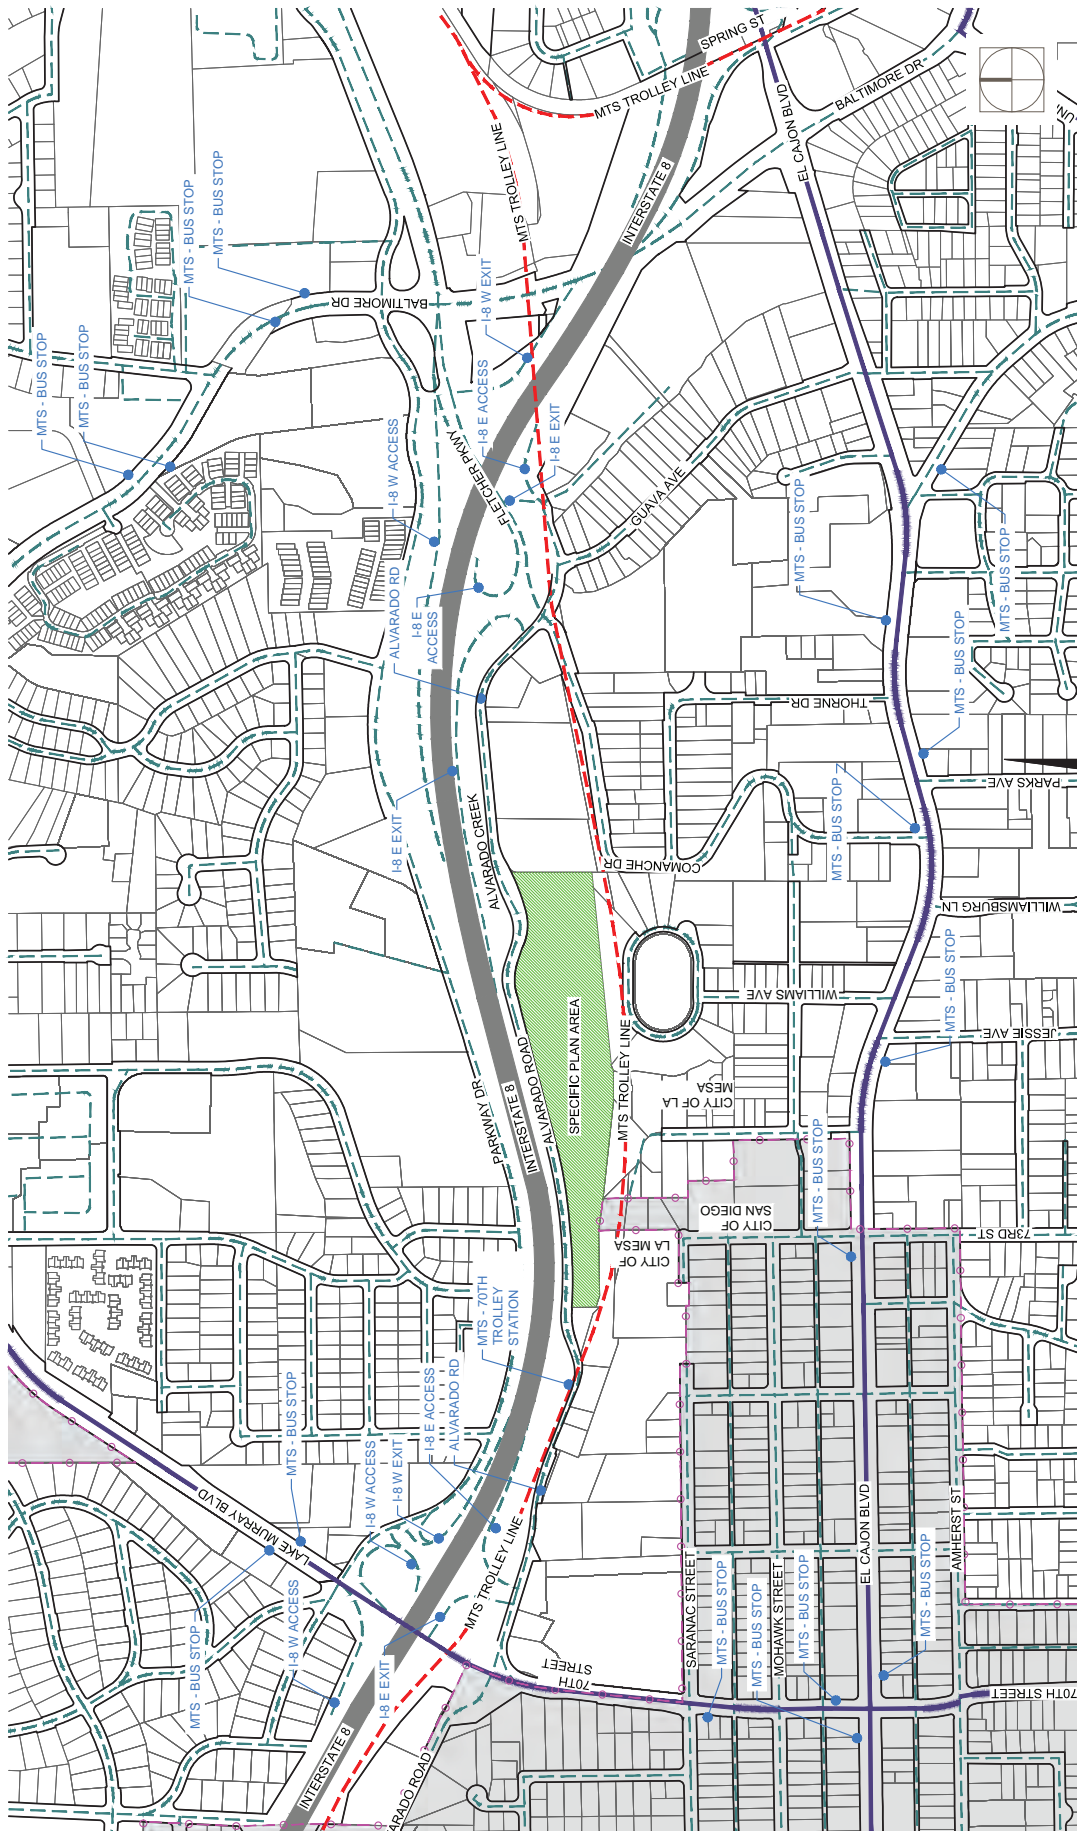 SPRING ST
MTS TROLLEY LINE
BALTIMORE DR
EL CAJON BLVD
MTS TROLLEY LINE
MTS - BUS STOP
MTS - BUS STOP
INTERSTATE 8
I-8 W EXIT
BALTIMORE DR
MTS - BUS STOP
MTS - BUS STOP
I-8 E ACCESS
I-8 E EXIT
I-8 W ACCESS
FLETCHER PKWY
GUAVA AVE
MTS - BUS STOP
MTS - BUS STOP
ALVARADO RD
I-8 E
ACCESS
MTS - BUS STOP
THORNE DR
I-8 E EXIT
ALVARADO CREEK
MTS - BUS STOP
PARKS AVE
COMANCHE DR
WILLIAMSBURG LN
MTS - BUS STOP
WILLIAMS AVE
JESSIE AVE
SPECIFIC PLAN AREA
MTS TROLLEY LINE
PARKWAY DR
INTERSTATE 8
ALVARADO ROAD
CITY OF LA
MESA
MTS - BUS STOP
CITY OF
SAN DIEGO
CITY OF
LA MESA
73RD ST
MTS - 70TH
TROLLEY
STATION
MTS - BUS STOP
I-8 E ACCESS
ALVARADO RD
I-8 W ACCESS
I-8 W EXIT
LAKE MURRAY BLVD
EL CAJON BLVD
AMHERST ST
MTS TROLLEY LINE
SARANAC STREET
MOHAWK STREET
MTS - BUS STOP
MTS - BUS STOP
MTS - BUS STOP
MTS - BUS STOP
MTS - BUS STOP
I-8 W ACCESS
I-8 E EXIT
70TH
STREET
70TH STREET
INTERSTATE 8
ARADO ROAD